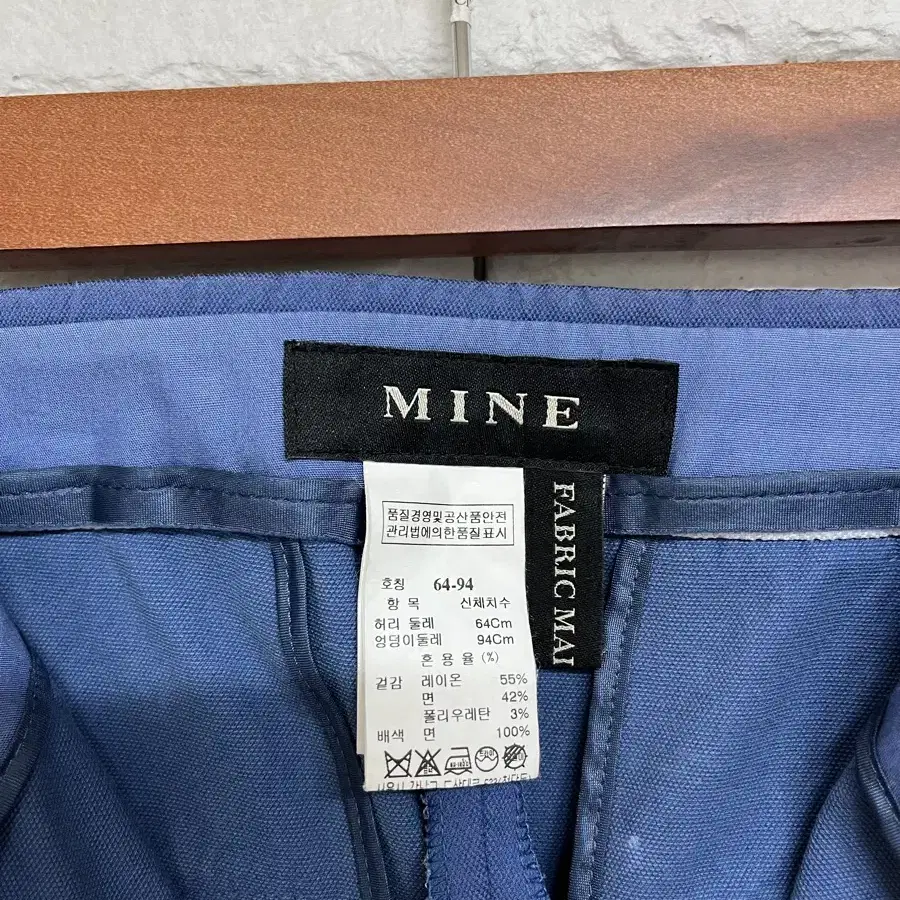 MINE
FABRIC MAI
품질경영및공산품안전
관리법에의한품질표시
호칭 64-94
항 목 신체치수
허리 둘레 64Cm
엉덩이둘레 94Cm
혼 용 율 (%)
겉감 레이온 55%
면 42%
폴리우레탄 3%
배색 면 100%
드라이